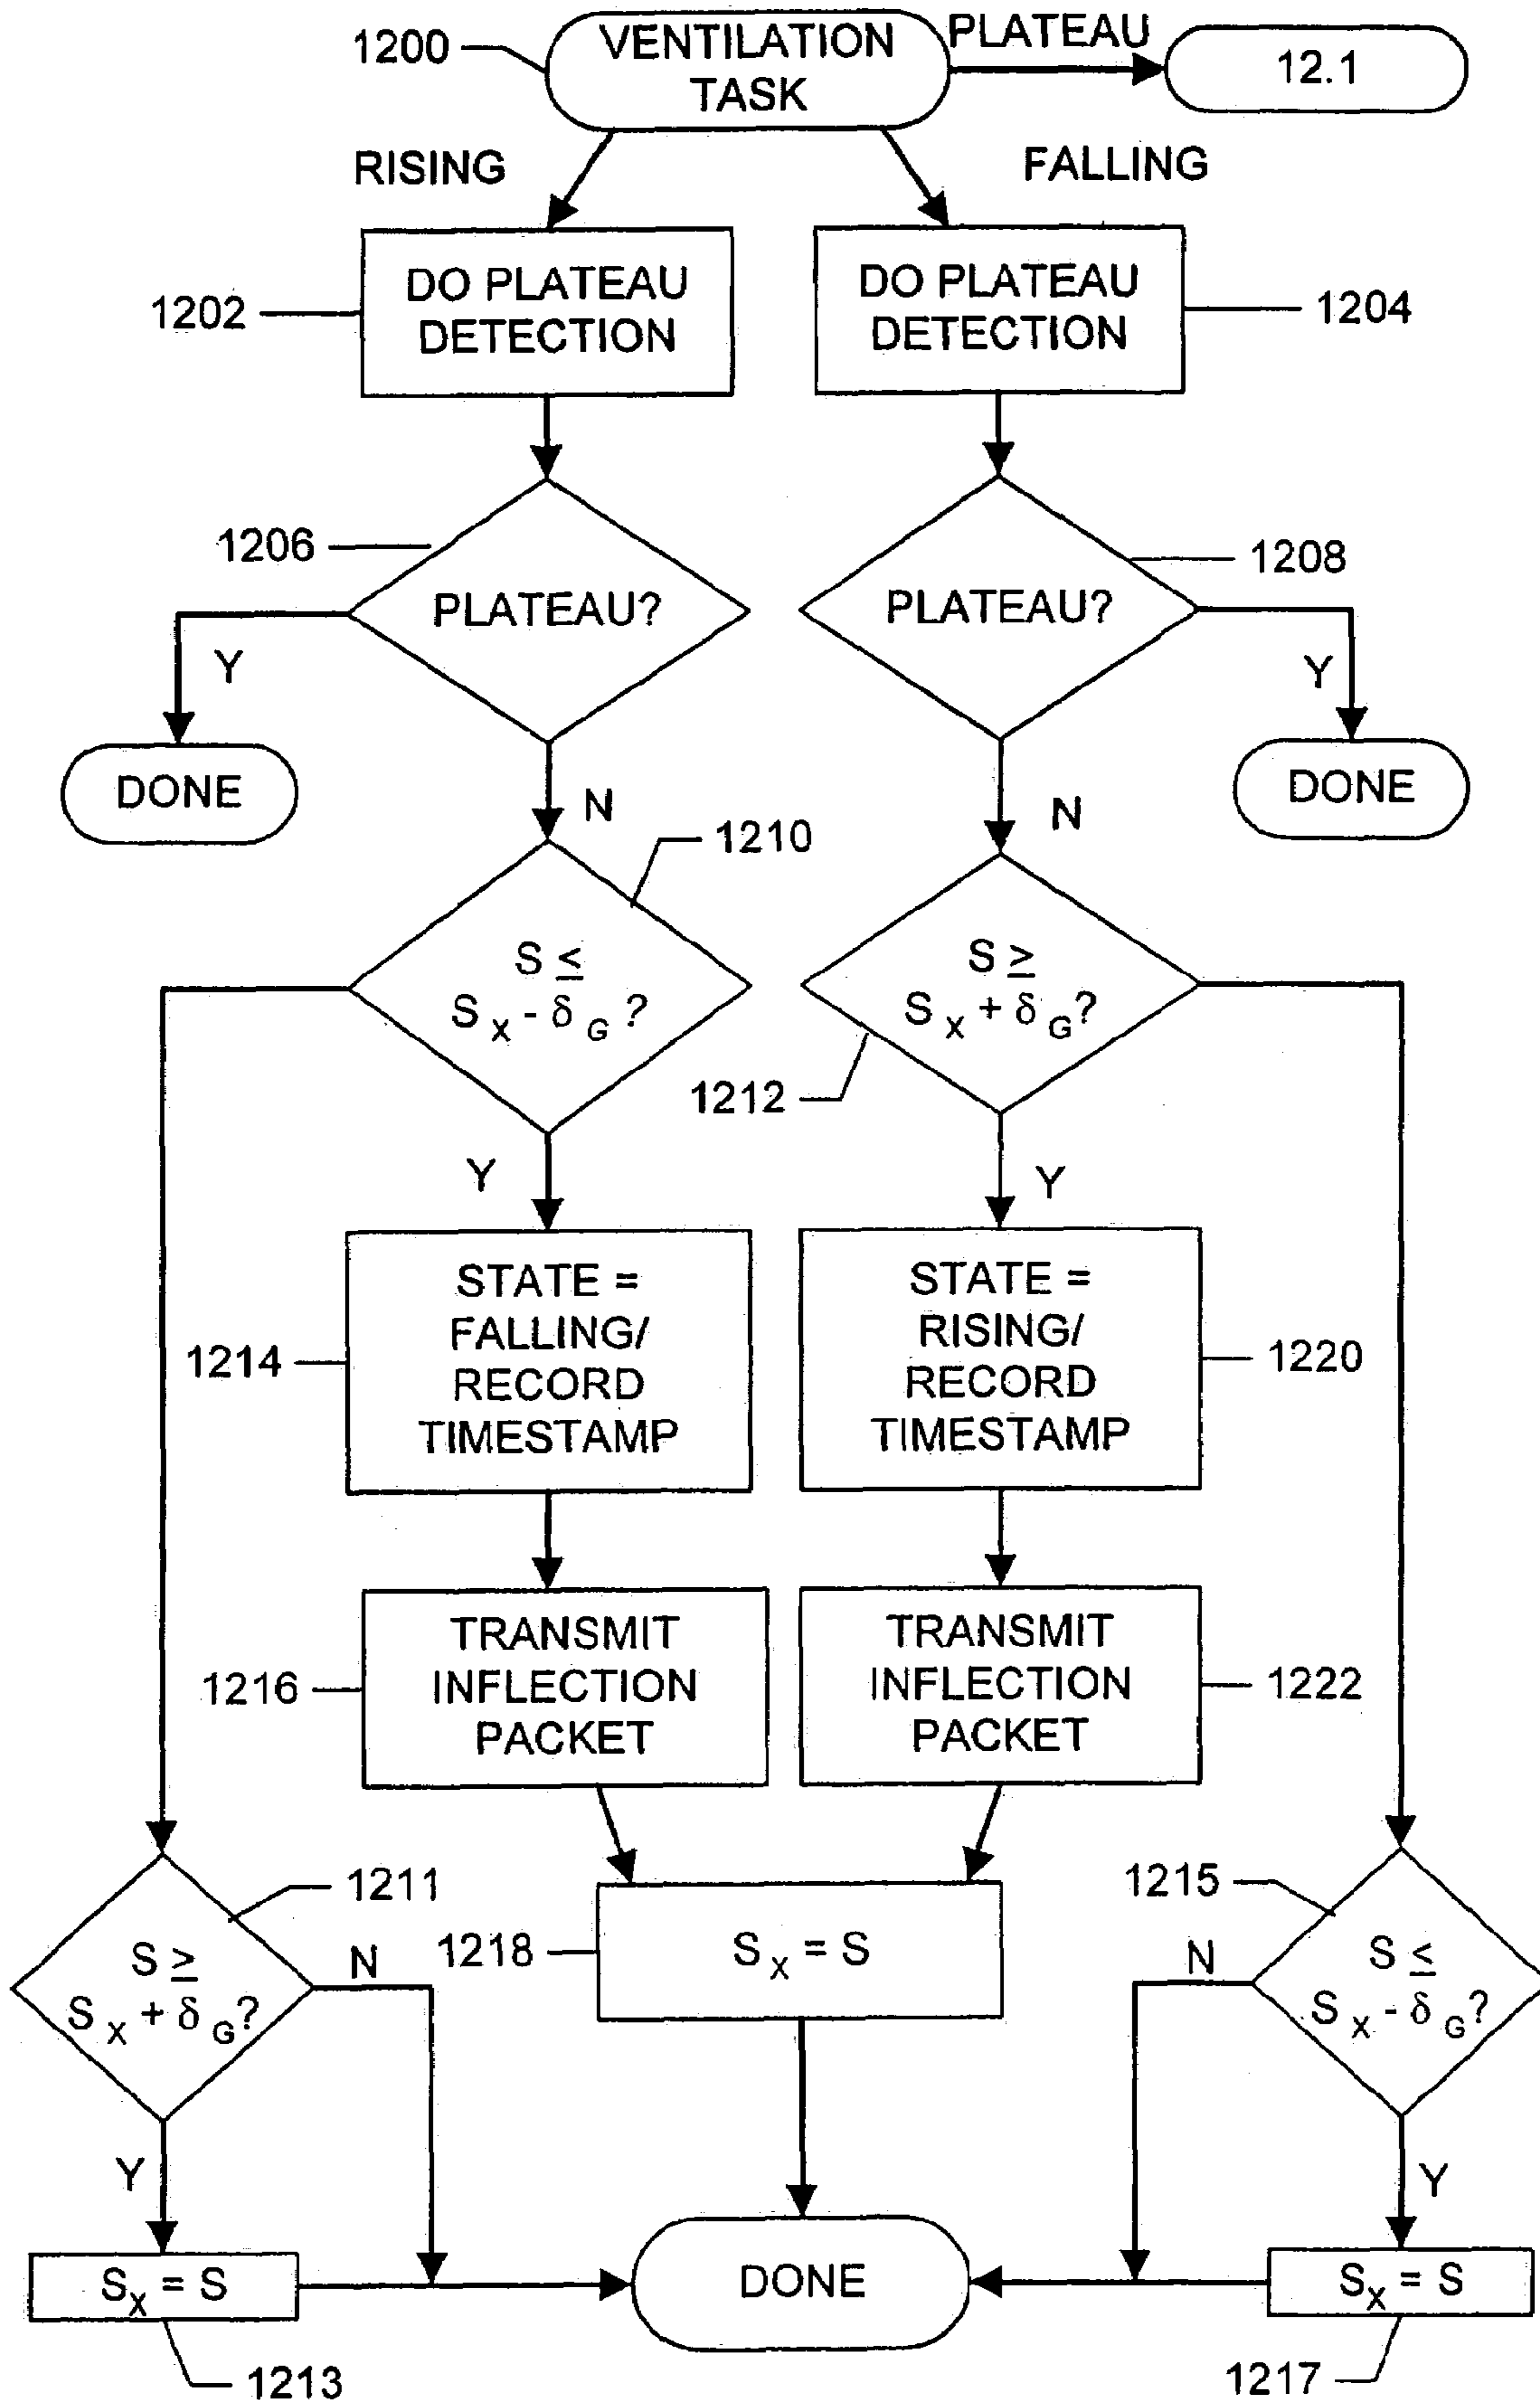 1200
VENTILATION
TASK
PLATEAU
12.1
RISING
FALLING
1202
DO PLATEAU
DETECTION
DO PLATEAU
DETECTION
1204
1206
PLATEAU?
Y
DONE
N
1208
PLATEAU?
Y
DONE
N
1210
S ≤
S X - δ G ?
1212
S ≥
S X + δ G?
Y
Y
1214
STATE =
FALLING/
RECORD
TIMESTAMP
STATE =
RISING/
RECORD
TIMESTAMP
1220
1216
TRANSMIT
INFLECTION
PACKET
TRANSMIT
INFLECTION
PACKET
1222
1211
S ≥
S X + δ G?
N
Y
1218
S X = S
1215
S ≤
S X - δ G?
N
Y
S X = S
1213
DONE
S X = S
1217